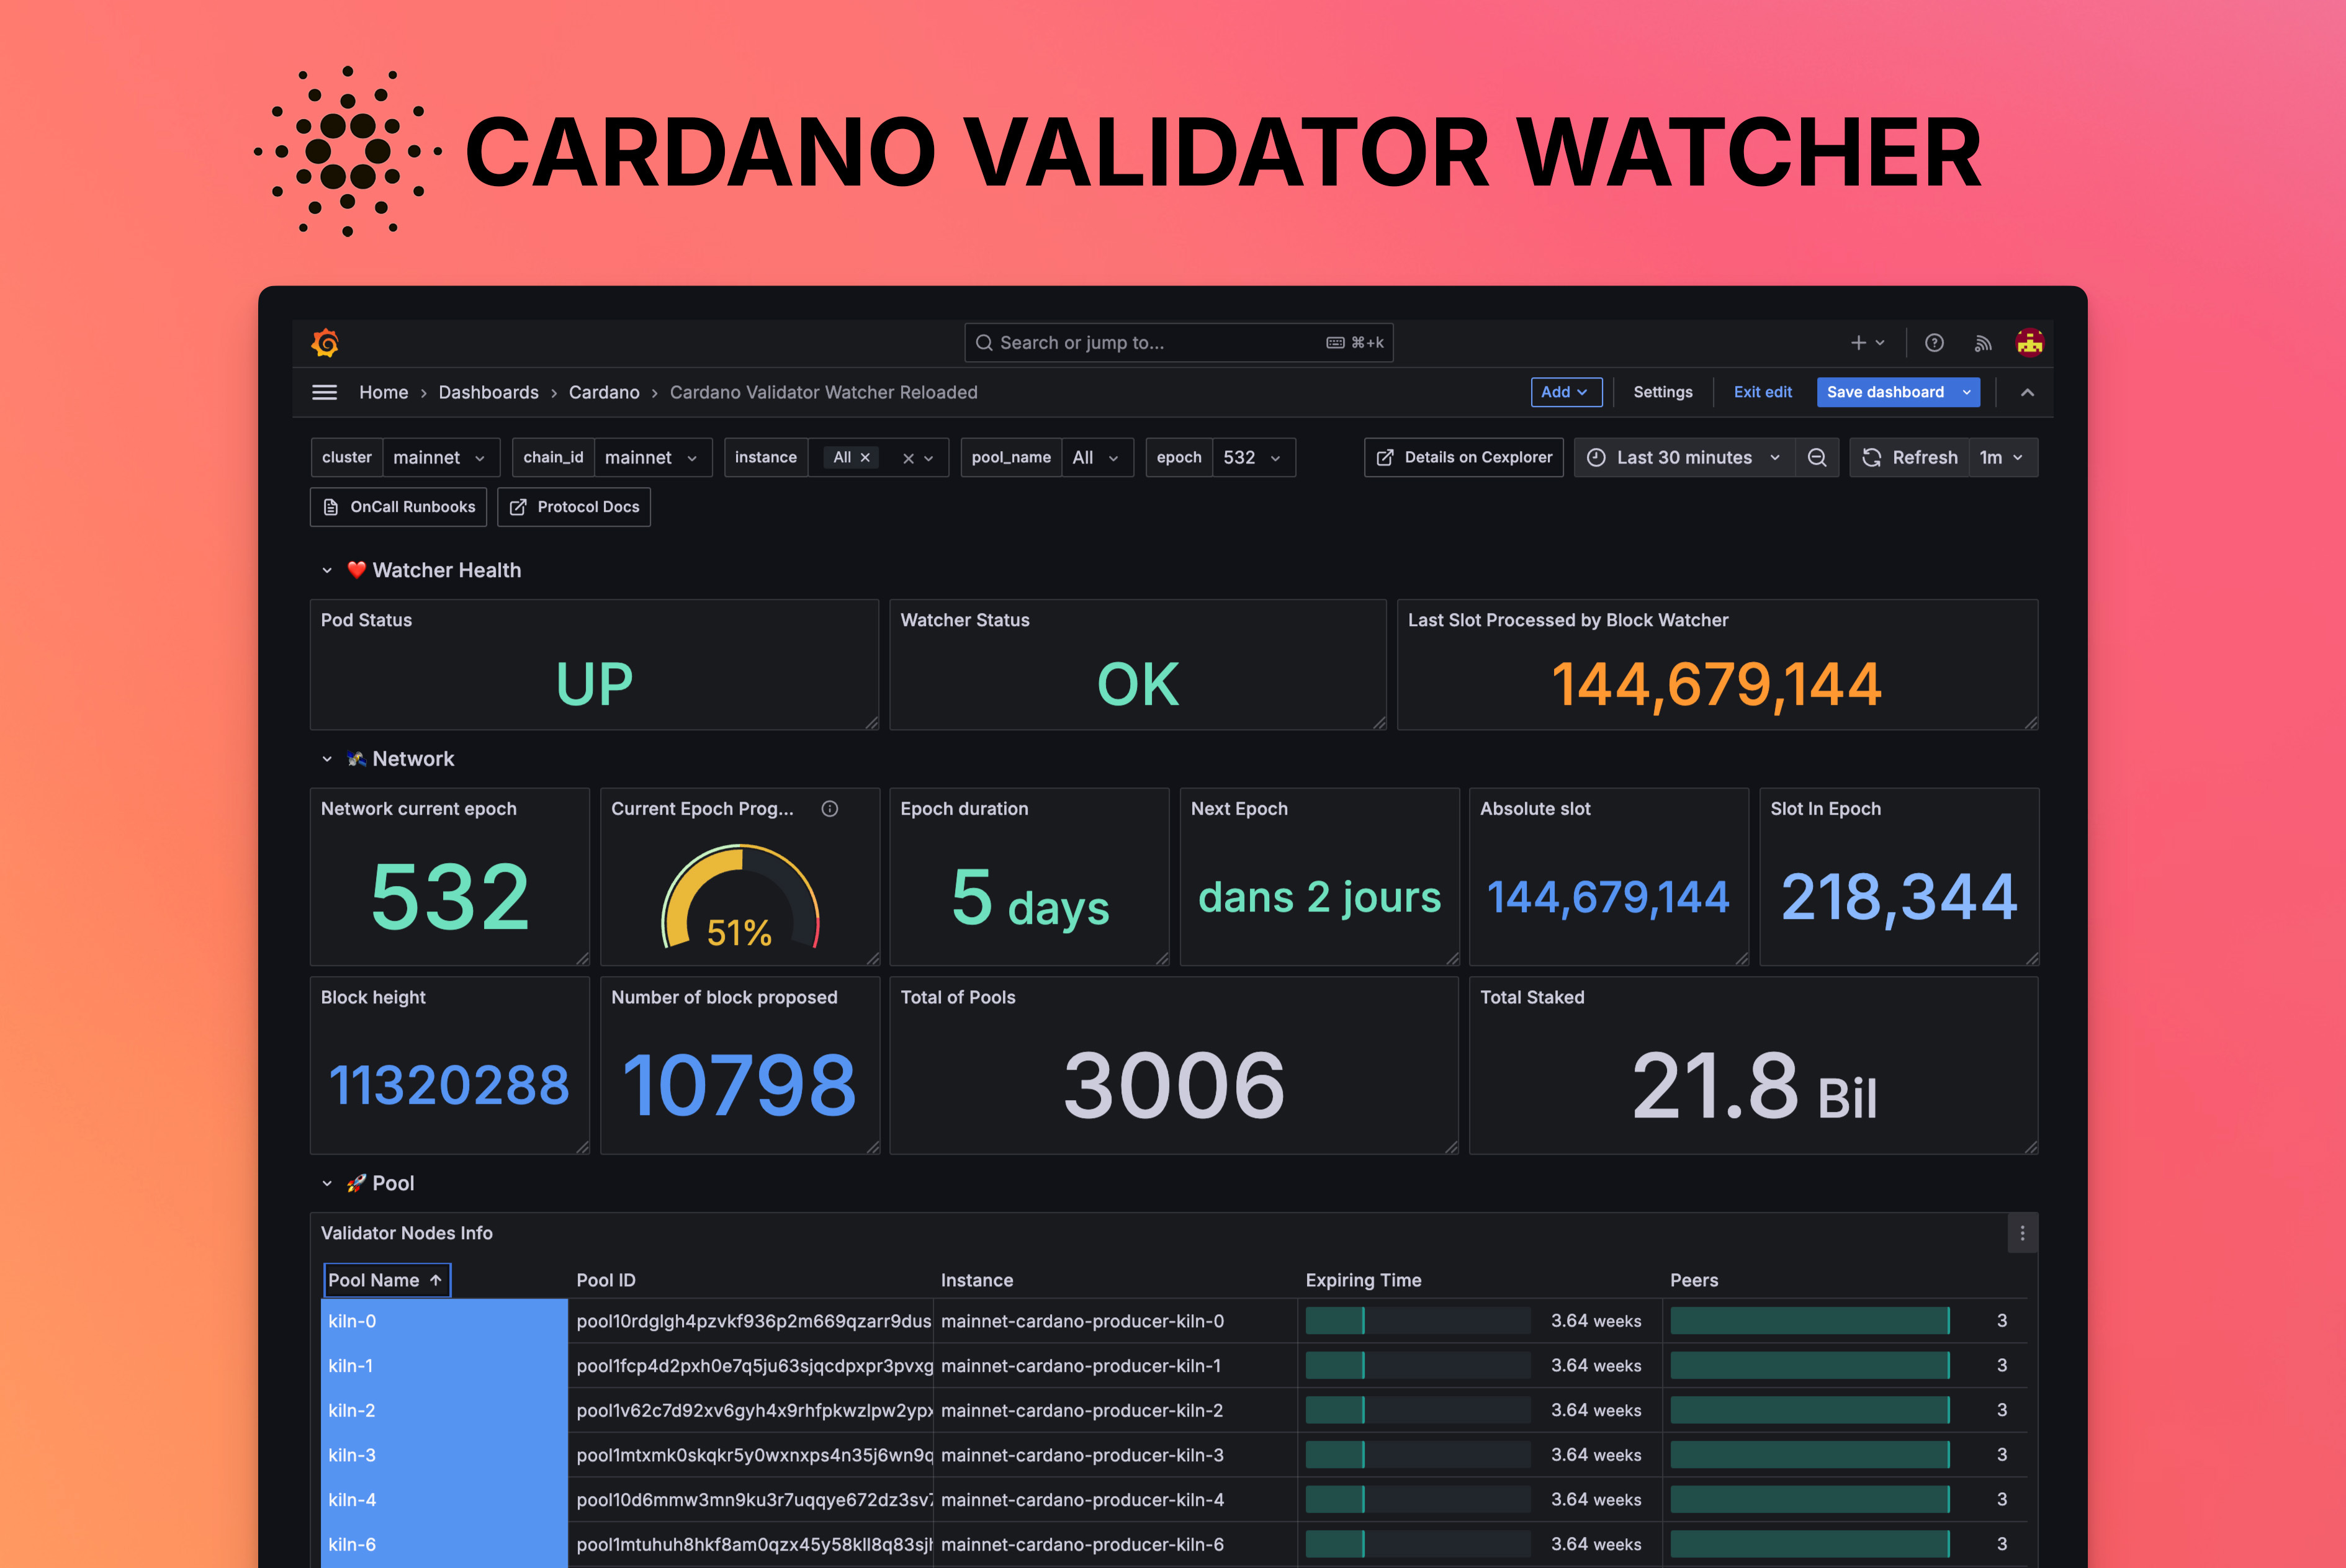 CARDANO VALIDATOR WATCHER
Search or jump to... ⌘+k
Home › Dashboards › Cardano › Cardano Validator Watcher Reloaded Add Settings Exit edit Save dashboard
cluster mainnet chain_id mainnet instance All pool_name All epoch 532 Details on Cexplorer Last 30 minutes Refresh 1m
OnCall Runbooks Protocol Docs
Watcher Health
Pod Status Watcher Status Last Slot Processed by Block Watcher
UP OK 144,679,144
Network
Network current epoch Current Epoch Prog... Epoch duration Next Epoch Absolute slot Slot In Epoch
532 51% 5 days dans 2 jours 144,679,144 218,344
Block height Number of block proposed Total of Pools Total Staked
11320288 10798 3006 21.8 Bil
Pool
Validator Nodes Info
Pool Name Pool ID Instance Expiring Time Peers
kiln-0 pool10rdglgh4pzvkf936p2m669qzarr9dus mainnet-cardano-producer-kiln-0 3.64 weeks 3
kiln-1 pool1fcp4d2pxh0e7q5ju63sjqcdpxpr3pvxg mainnet-cardano-producer-kiln-1 3.64 weeks 3
kiln-2 pool1v62c7d92xv6gyh4x9rhfpkwzlpw2ypx mainnet-cardano-producer-kiln-2 3.64 weeks 3
kiln-3 pool1mtxmk0skqkr5y0wxnxps4n35j6wn9q mainnet-cardano-producer-kiln-3 3.64 weeks 3
kiln-4 pool10d6mmw3mn9ku3r7uqqye672dz3sv7 mainnet-cardano-producer-kiln-4 3.64 weeks 3
kiln-6 pool1mtuhuh8hkf8am0qzx45y58kll8q83sj mainnet-cardano-producer-kiln-6 3.64 weeks 3